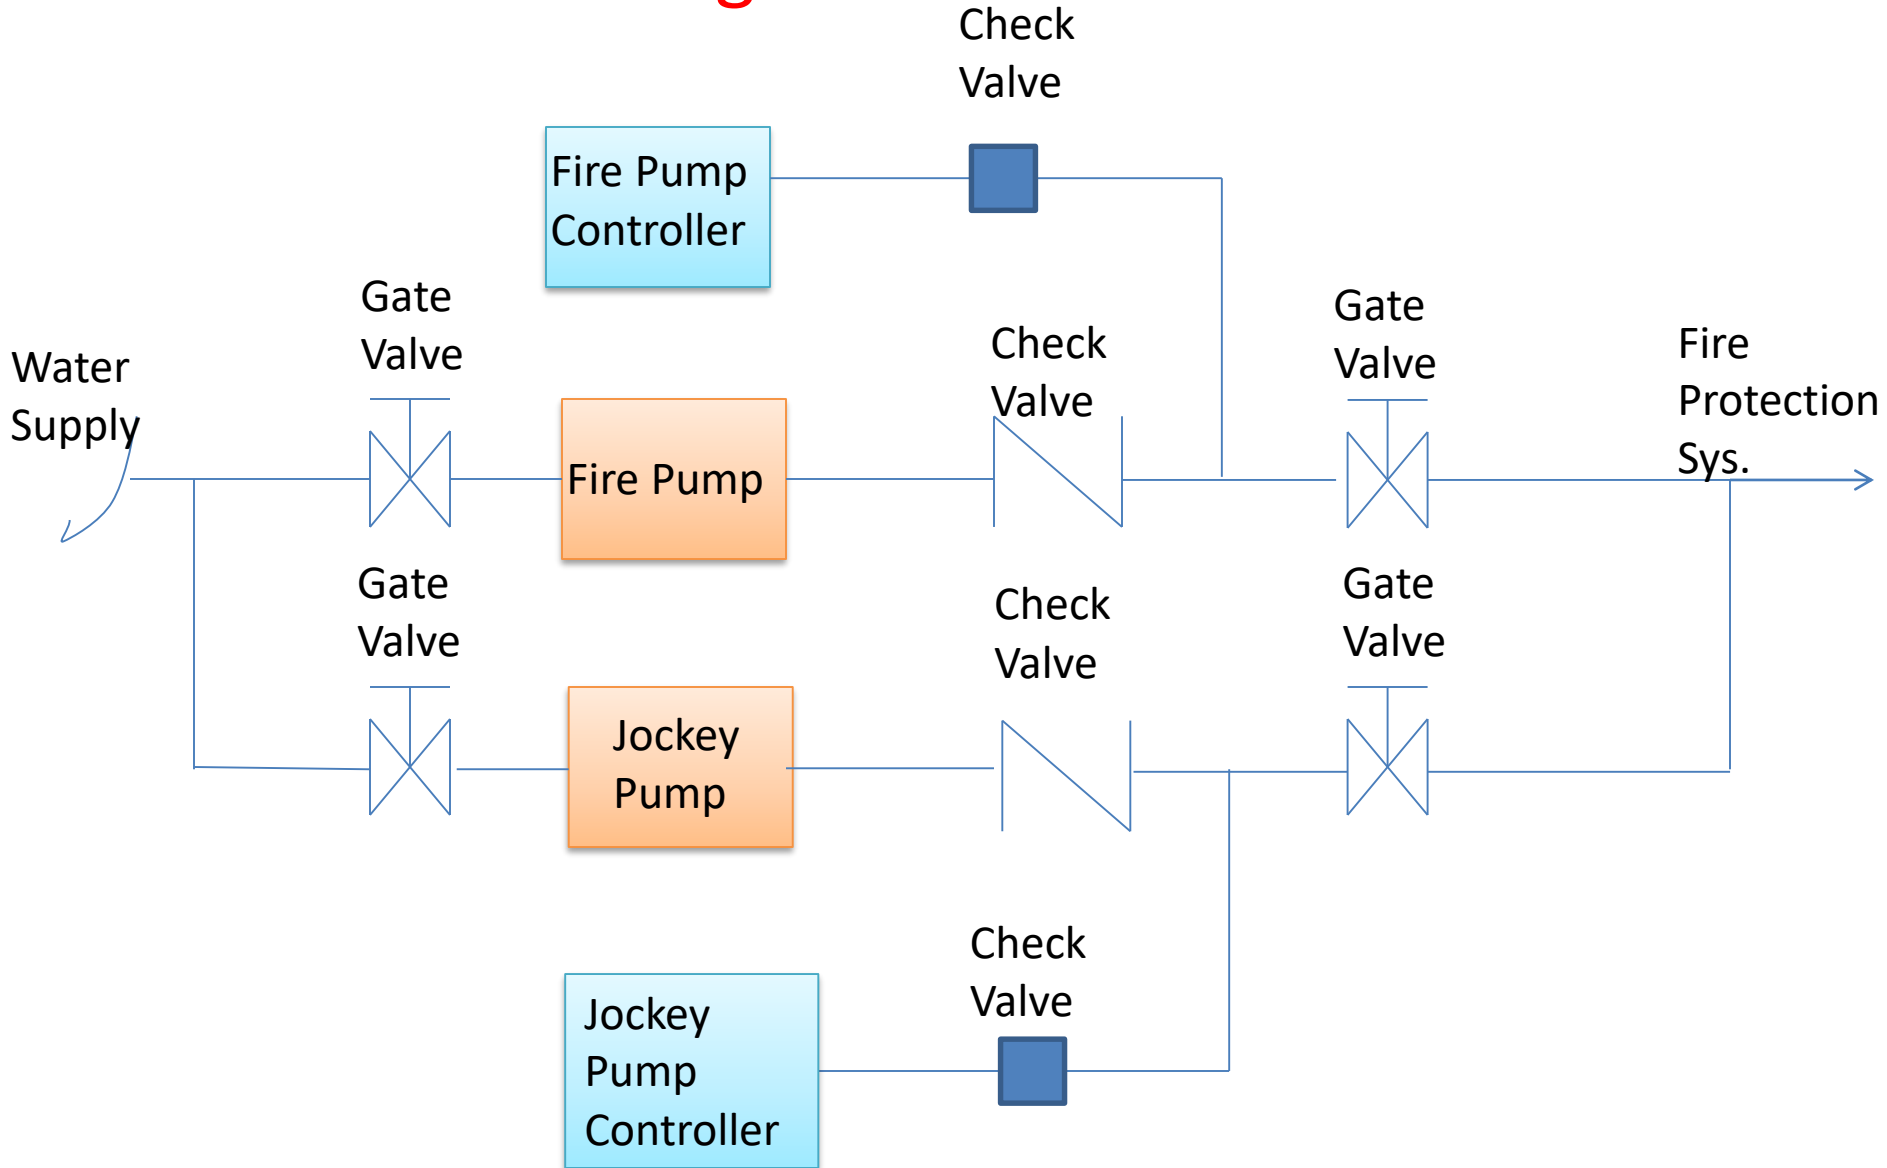 Check
Valve
Fire Pump
Controller
Gate
Valve
Gate
Valve
Check
Valve
Fire
Protection
Sys.
Water
Supply
Fire Pump
Gate
Valve
Check
Valve
Gate
Valve
Jockey
Pump
Check
Valve
Jockey
Pump
Controller